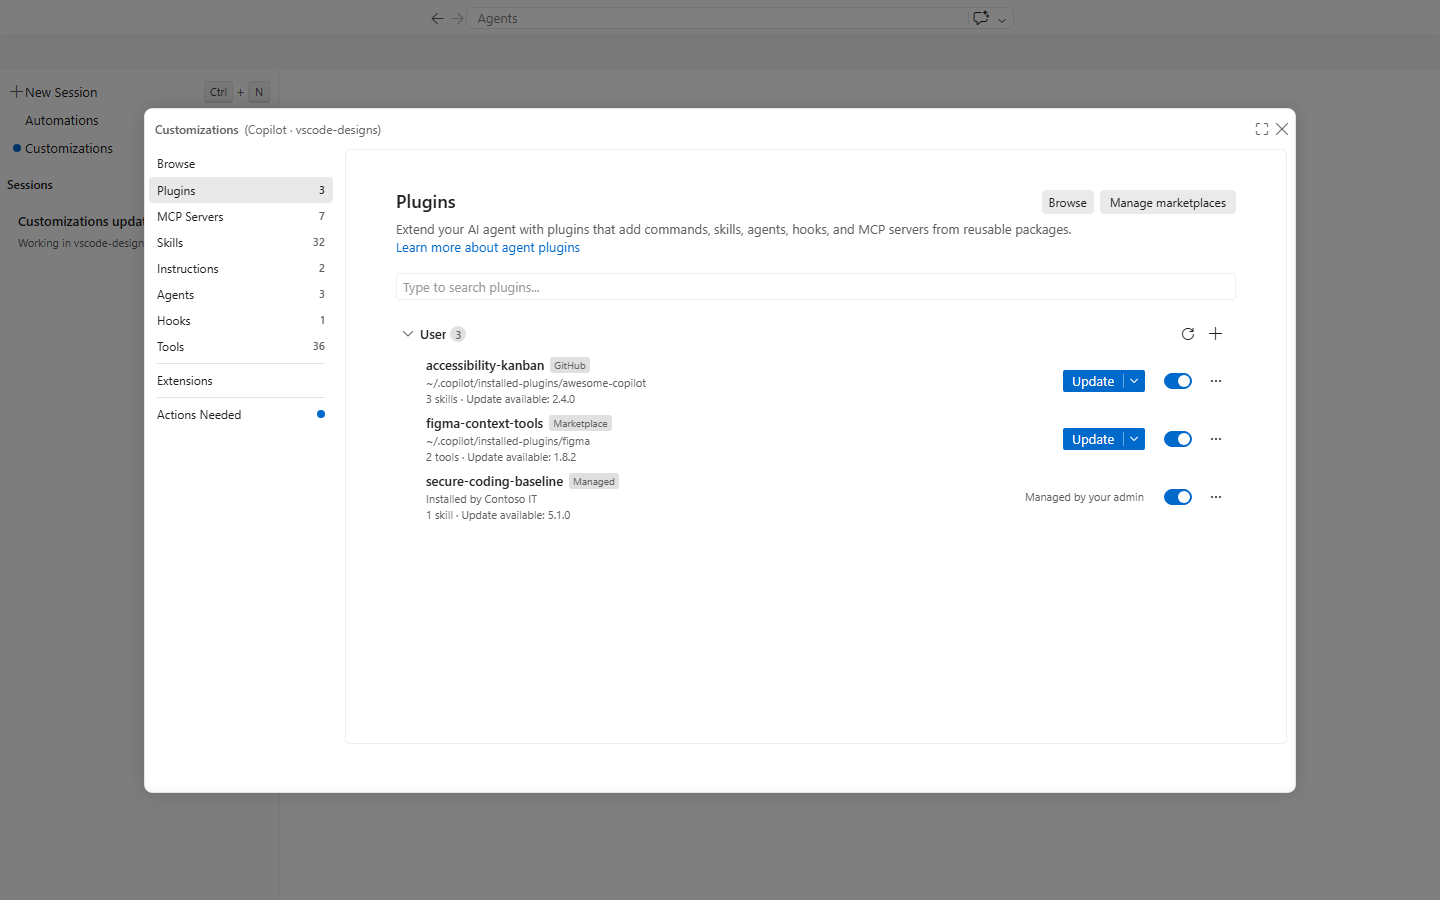 Agents
New Session Ctrl + N
Automations
Customizations
Sessions
Customizations updat
Working in vscode-design
Customizations (Copilot · vscode-designs)
Browse
Plugins 3
MCP Servers 7
Skills 32
Instructions 2
Agents 3
Hooks 1
Tools 36
Extensions
Actions Needed
Plugins
Browse Manage marketplaces
Extend your AI agent with plugins that add commands, skills, agents, hooks, and MCP servers from reusable packages.
Learn more about agent plugins
Type to search plugins...
User 3
accessibility-kanban GitHub
~/.copilot/installed-plugins/awesome-copilot
3 skills · Update available: 2.4.0
Update
figma-context-tools Marketplace
~/.copilot/installed-plugins/figma
2 tools · Update available: 1.8.2
Update
secure-coding-baseline Managed
Installed by Contoso IT
1 skill · Update available: 5.1.0
Managed by your admin